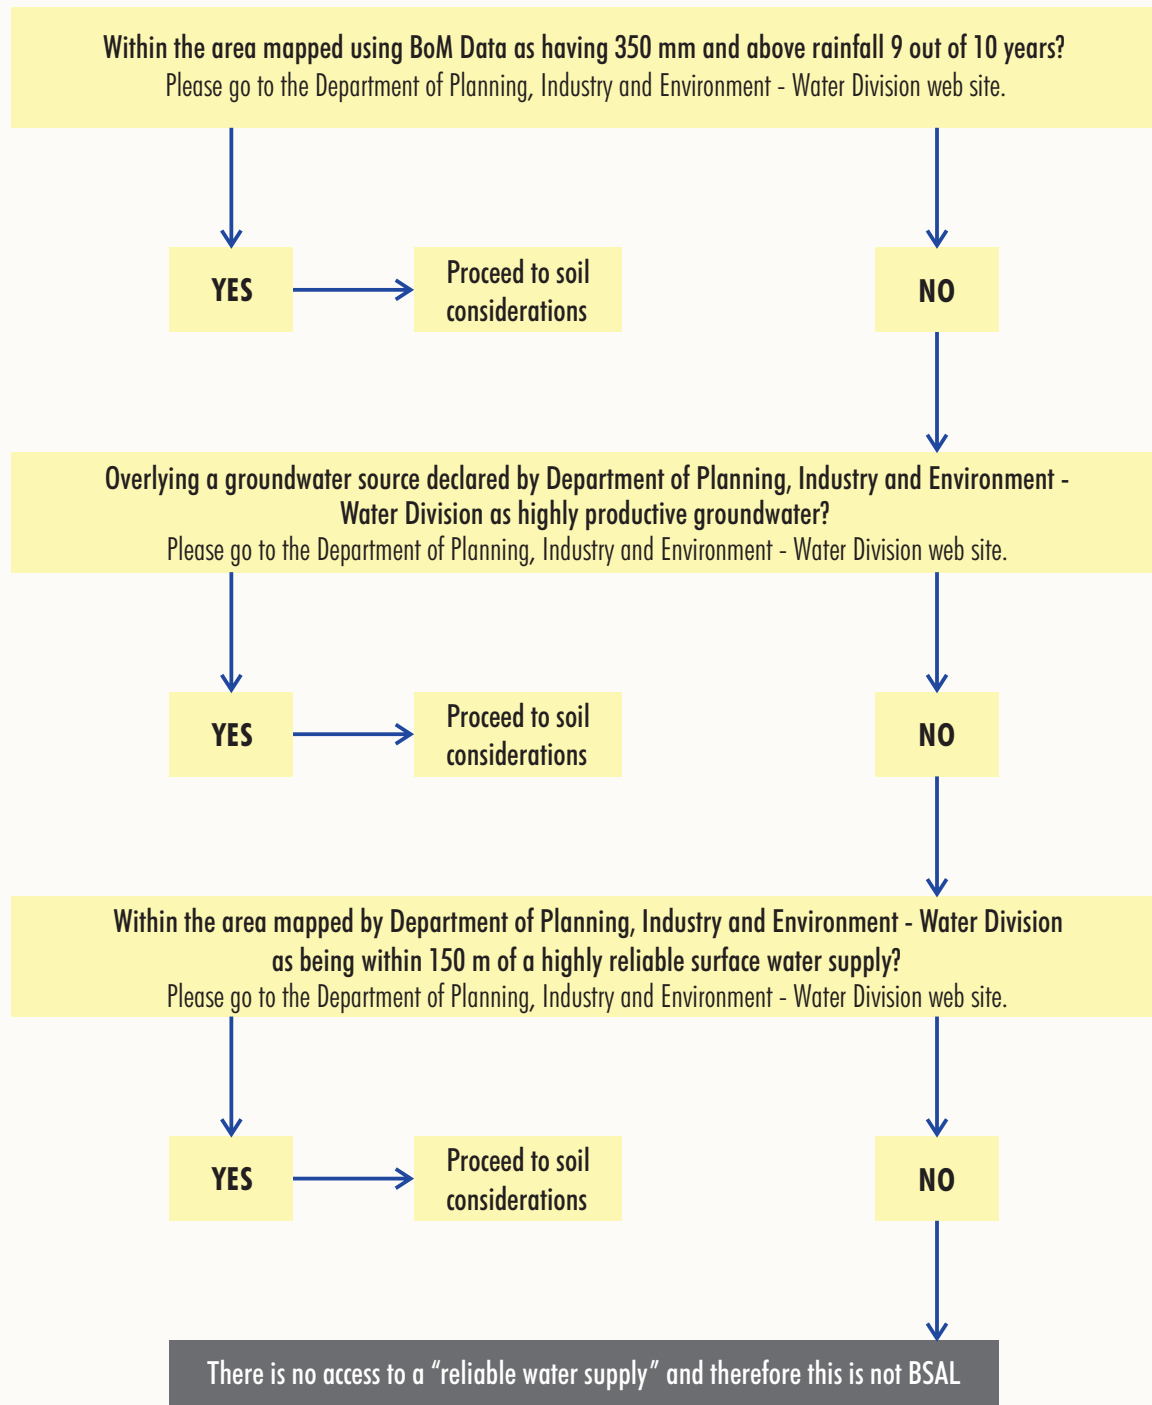 Within the area mapped using BoM Data as having 350 mm and above rainfall 9 out of 10 years?
Please go to the Department of Planning, Industry and Environment - Water Division web site.
YES
Proceed to soil
considerations
NO
Overlying a groundwater source declared by Department of Planning, Industry and Environment -
Water Division as highly productive groundwater?
Please go to the Department of Planning, Industry and Environment - Water Division web site.
YES
Proceed to soil
considerations
NO
Within the area mapped by Department of Planning, Industry and Environment - Water Division
as being within 150 m of a highly reliable surface water supply?
Please go to the Department of Planning, Industry and Environment - Water Division web site.
YES
Proceed to soil
considerations
NO
There is no access to a “reliable water supply” and therefore this is not BSAL